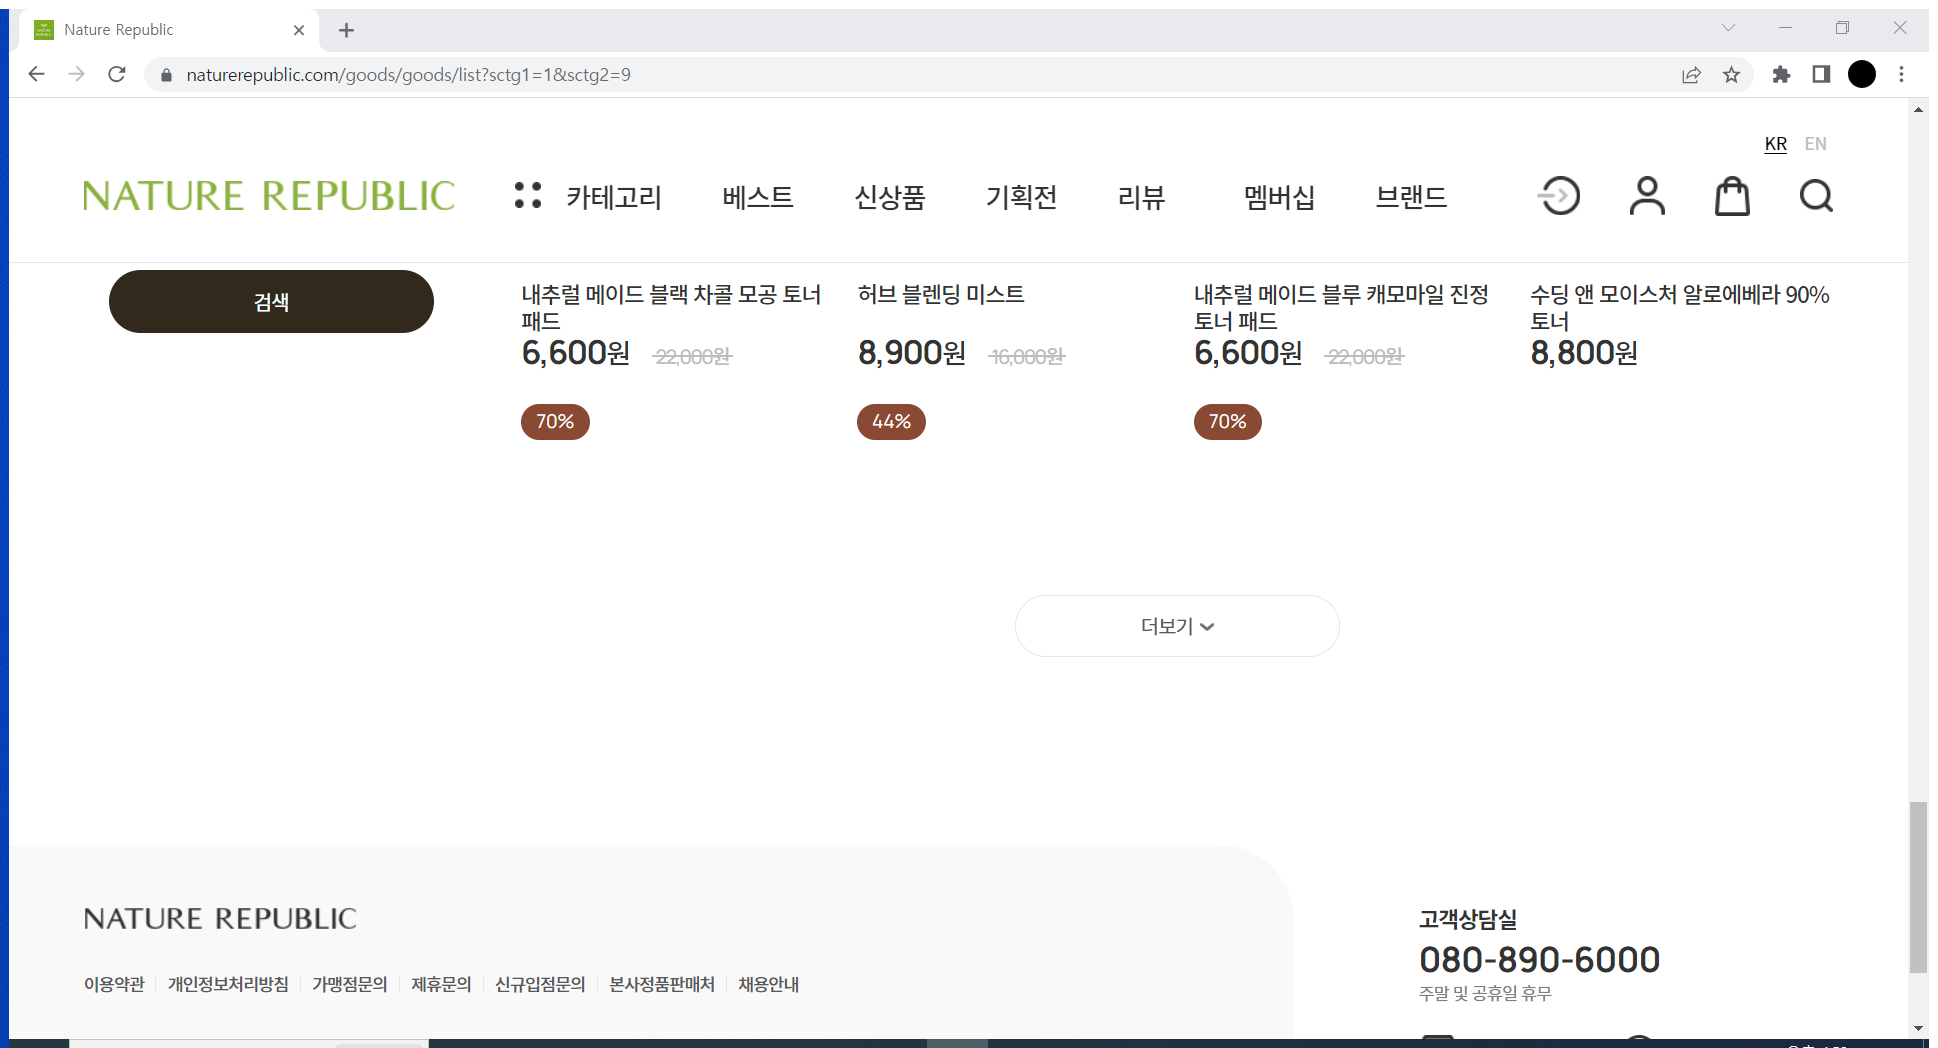 Nature Republic
naturerepublic.com/goods/goods/list?sctg1=1&sctg2=9
KR EN
NATURE REPUBLIC 카테고리 베스트 신상품 기획전 리뷰 멤버십 브랜드
검색
내추럴 메이드 블랙 차콜 모공 토너
패드
6,600원 22,000원
70%
허브 블렌딩 미스트
8,900원 16,000원
44%
내추럴 메이드 블루 캐모마일 진정
토너 패드
6,600원 22,000원
70%
수딩 앤 모이스처 알로에베라 90%
토너
8,800원
더보기
NATURE REPUBLIC
이용약관 개인정보처리방침 가맹점문의 제휴문의 신규입점문의 본사정품판매처 채용안내
고객상담실
080-890-6000
주말 및 공휴일 휴무